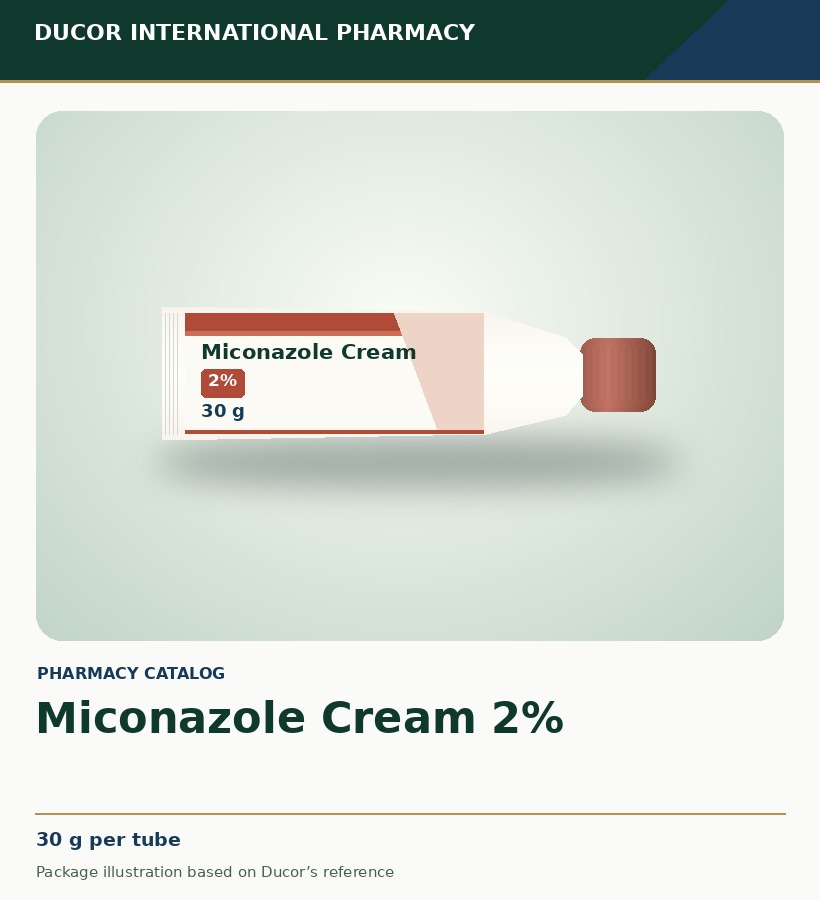 DUCOR INTERNATIONAL PHARMACY
Miconazole Cream
2%
30 g
PHARMACY CATALOG
Miconazole Cream 2%
30 g per tube
Package illustration based on Ducor’s reference